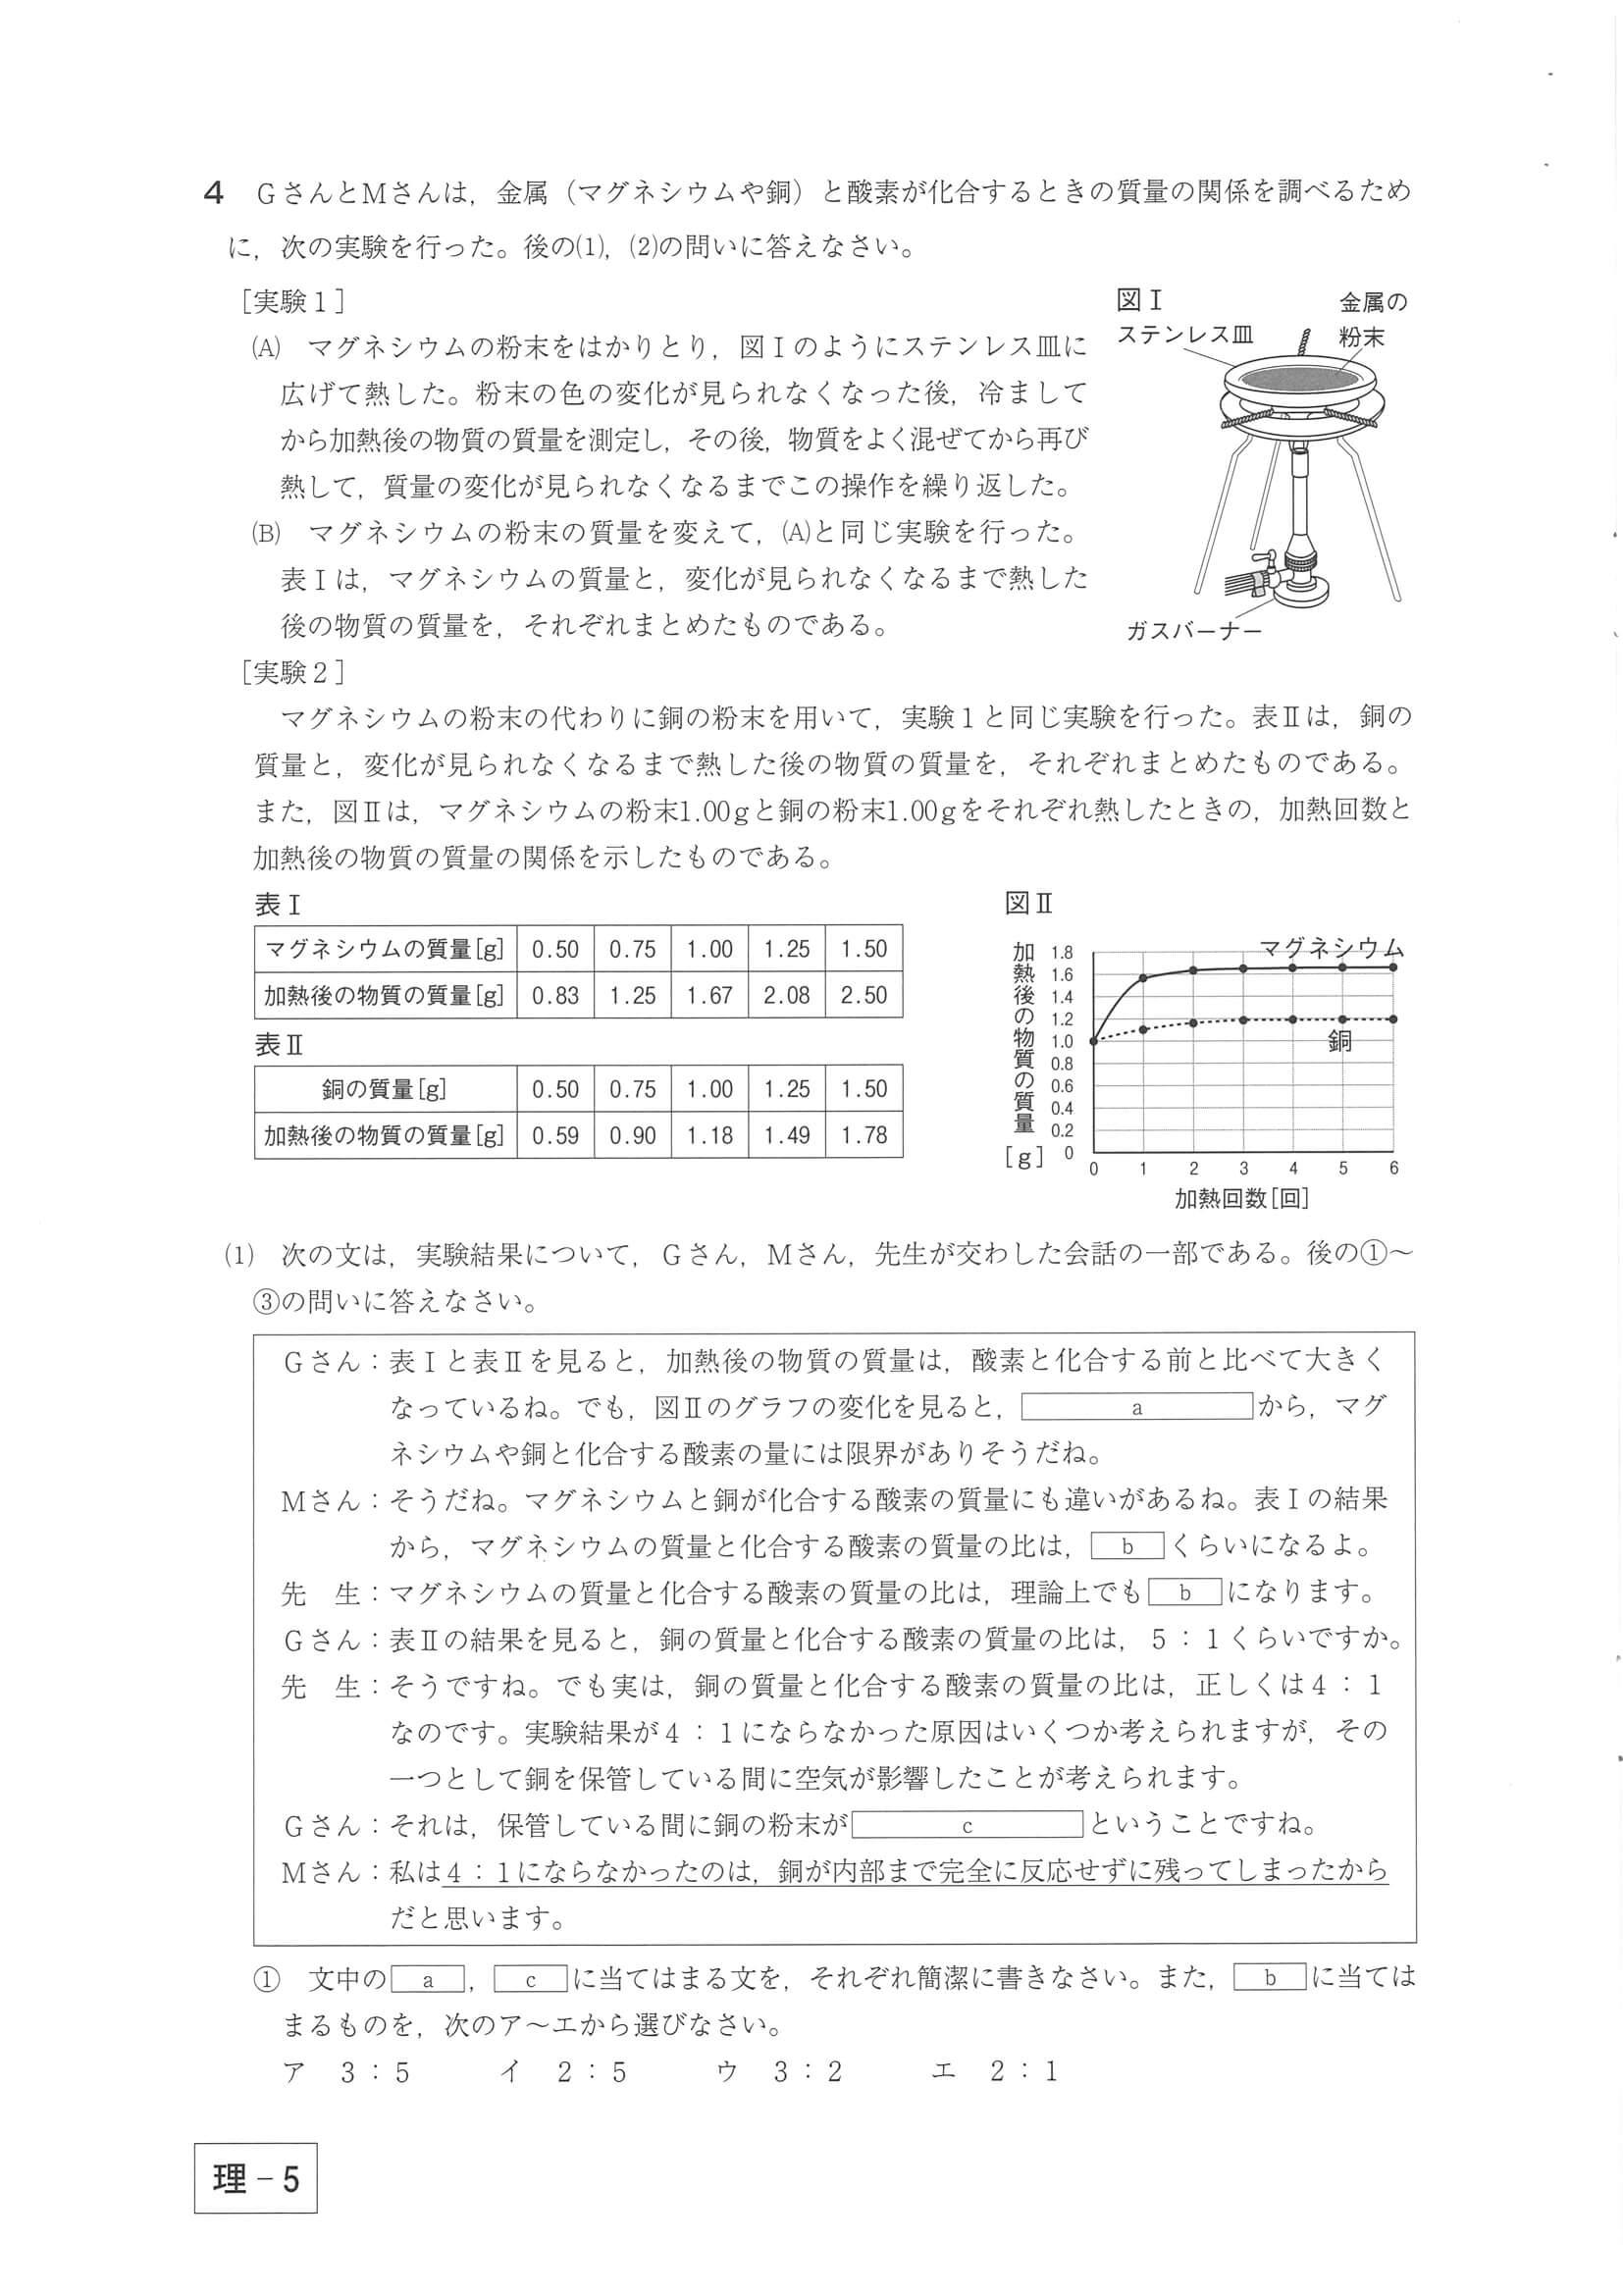 4　GさんとMさんは，金属（マグネシウムや銅）と酸素が化合するときの質量の関係を調べるため
に，次の実験を行った。後の⑴，⑵の問いに答えなさい。
［実験１］
(A)　マグネシウムの粉末をはかりとり，図Ⅰのようにステンレス皿に
広げて熱した。粉末の色の変化が見られなくなった後，冷まして
から加熱後の物質の質量を測定し，その後，物質をよく混ぜてから再び
熱して，質量の変化が見られなくなるまでこの操作を繰り返した。
(B)　マグネシウムの粉末の質量を変えて，(A)と同じ実験を行った。
表Ⅰは，マグネシウムの質量と，変化が見られなくなるまで熱した
後の物質の質量を，それぞれまとめたものである。
図Ⅰ
金属の
粉末
ステンレス皿
ガスバーナー
［実験２］
マグネシウムの粉末の代わりに銅の粉末を用いて，実験１と同じ実験を行った。表Ⅱは，銅の
質量と，変化が見られなくなるまで熱した後の物質の質量を，それぞれまとめたものである。
また，図Ⅱは，マグネシウムの粉末1.00gと銅の粉末1.00gをそれぞれ熱したときの，加熱回数と
加熱後の物質の質量の関係を示したものである。
表Ⅰ
マグネシウムの質量[g] 0.50 0.75 1.00 1.25 1.50
加熱後の物質の質量[g] 0.83 1.25 1.67 2.08 2.50
表Ⅱ
銅の質量[g] 0.50 0.75 1.00 1.25 1.50
加熱後の物質の質量[g] 0.59 0.90 1.18 1.49 1.78
図Ⅱ
加熱後の物質の質量[g]
1.8
1.6
1.4
1.2
1.0
0.8
0.6
0.4
0.2
0
マグネシウム
銅
0 1 2 3 4 5 6
加熱回数[回]
⑴　次の文は，実験結果について，Gさん，Mさん，先生が交わした会話の一部である。後の①～
③の問いに答えなさい。
Gさん：表Ⅰと表Ⅱを見ると，加熱後の物質の質量は，酸素と化合する前と比べて大きく
なっているね。でも，図Ⅱのグラフの変化を見ると， a から，マグ
ネシウムや銅と化合する酸素の量には限界がありそうだね。
Mさん：そうだね。マグネシウムと銅が化合する酸素の質量にも違いがあるね。表Ⅰの結果
から，マグネシウムの質量と化合する酸素の質量の比は， b くらいになるよ。
先　生：マグネシウムの質量と化合する酸素の質量の比は，理論上でも b になります。
Gさん：表Ⅱの結果を見ると，銅の質量と化合する酸素の質量の比は，５：１くらいですか。
先　生：そうですね。でも実は，銅の質量と化合する酸素の質量の比は，正しくは４：１
なのです。実験結果が４：１にならなかった原因はいくつか考えられますが，その
一つとして銅を保管している間に空気が影響したことが考えられます。
Gさん：それは，保管している間に銅の粉末が c ということですね。
Mさん：私は４：１にならなかったのは，銅が内部まで完全に反応せずに残ってしまったから
だと思います。
①　文中の a ， c に当てはまる文を，それぞれ簡潔に書きなさい。また， b に当ては
まるものを，次のア～エから選びなさい。
ア　３：５　　イ　２：５　　ウ　３：２　　エ　２：１
理－5